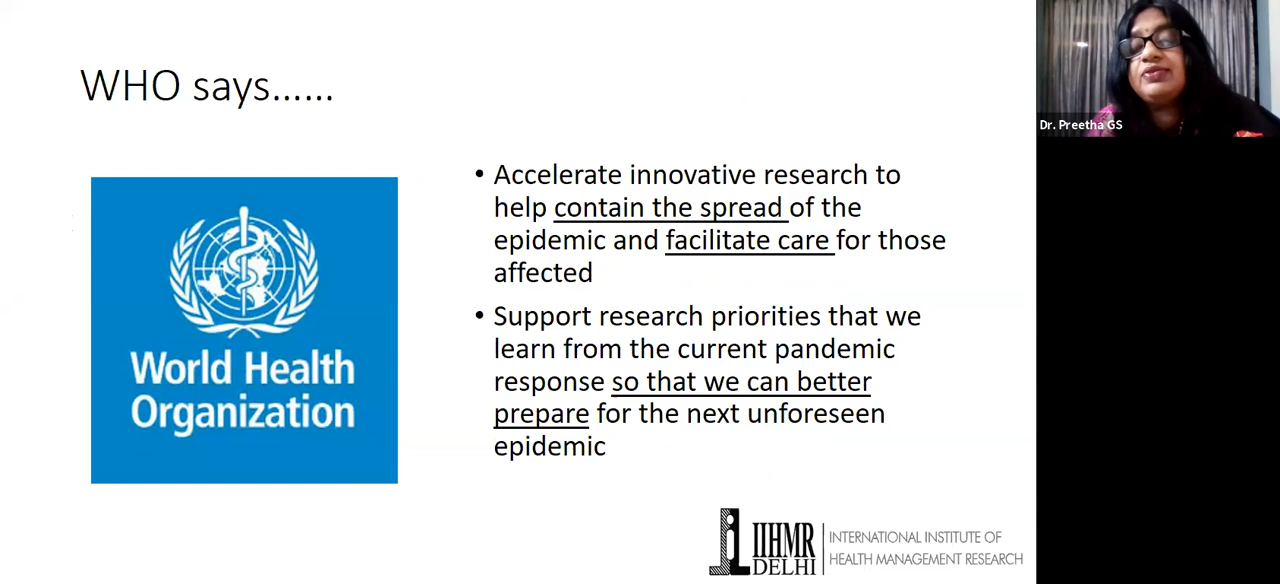 WHO says……
World Health
Organization
• Accelerate innovative research to
help contain the spread of the
epidemic and facilitate care for those
affected
• Support research priorities that we
learn from the current pandemic
response so that we can better
prepare for the next unforeseen
epidemic
IIHMR
DELHI
INTERNATIONAL INSTITUTE OF
HEALTH MANAGEMENT RESEARCH
Dr. Preetha GS